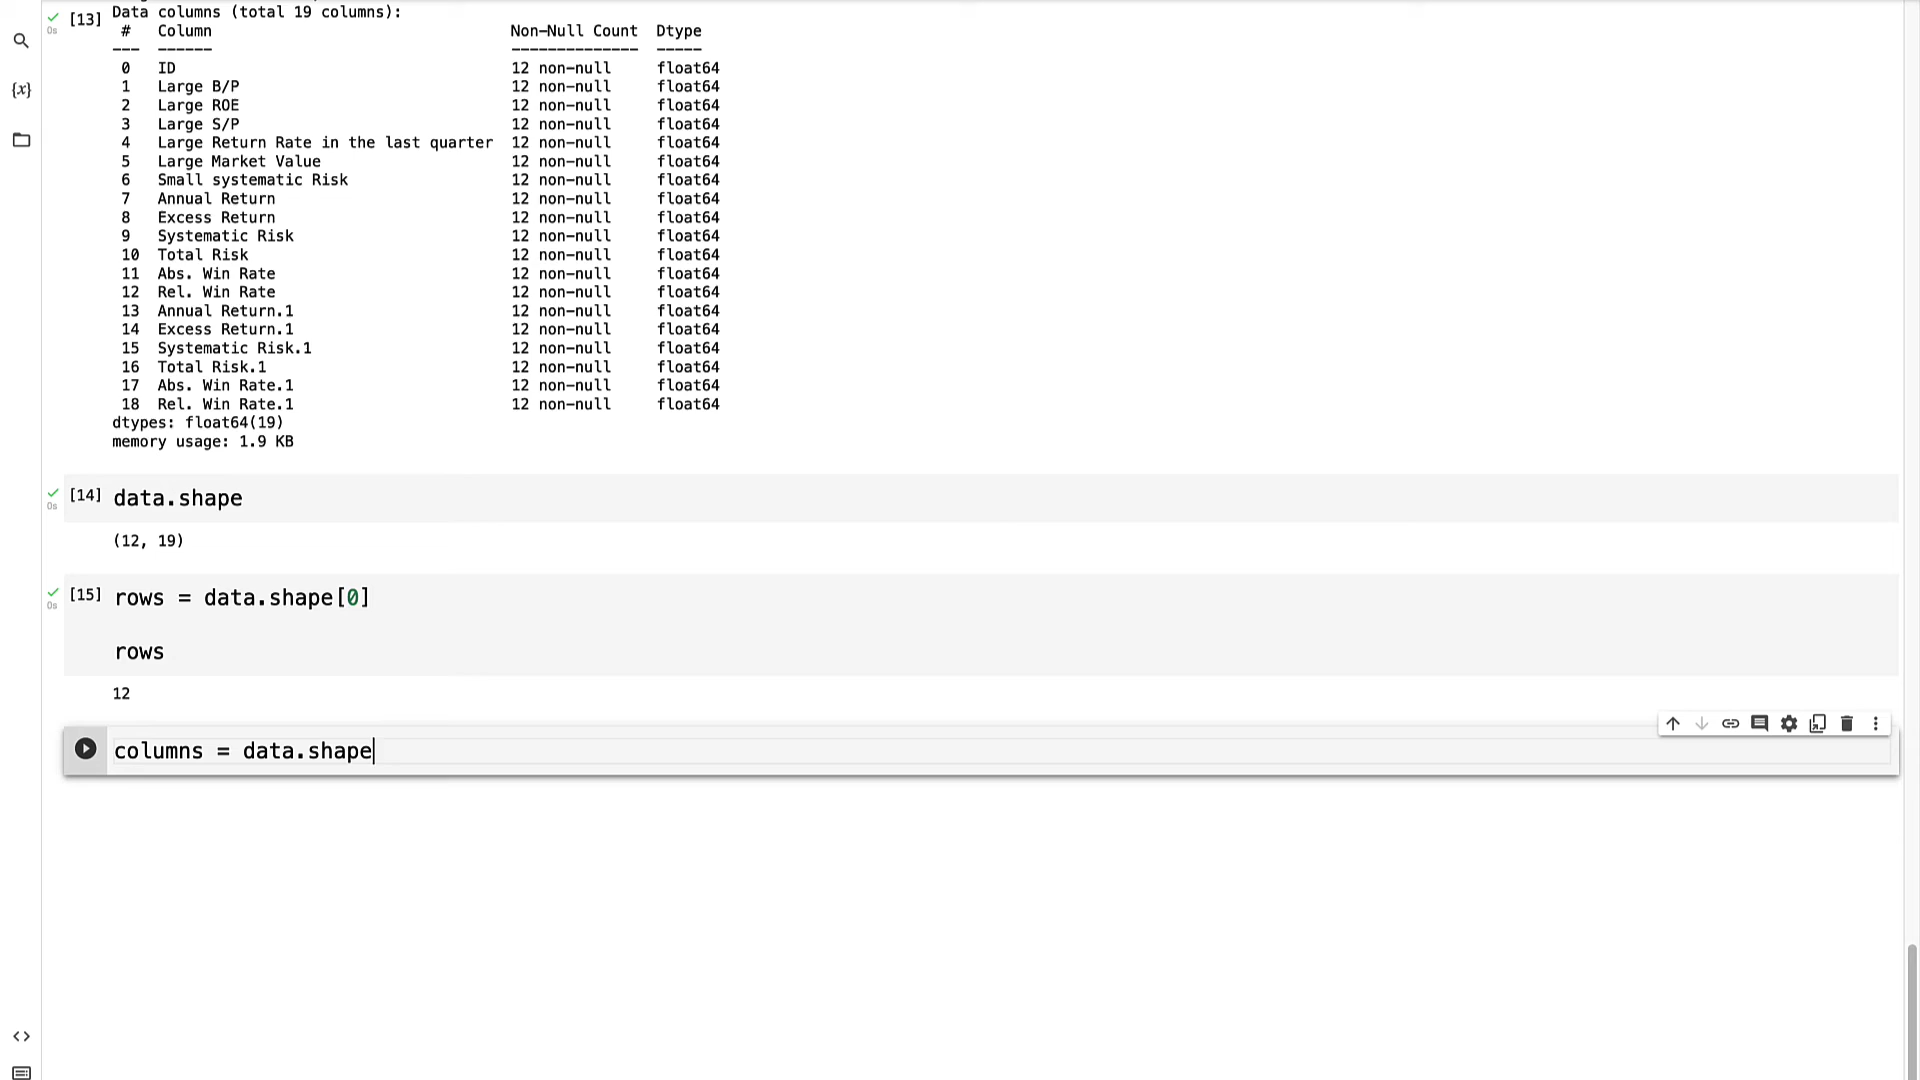 [13] Data columns (total 19 columns):
0s
# Column Non-Null Count Dtype
--- ------ -------------- -----
0 ID 12 non-null float64
1 Large B/P 12 non-null float64
2 Large ROE 12 non-null float64
3 Large S/P 12 non-null float64
4 Large Return Rate in the last quarter 12 non-null float64
5 Large Market Value 12 non-null float64
6 Small systematic Risk 12 non-null float64
7 Annual Return 12 non-null float64
8 Excess Return 12 non-null float64
9 Systematic Risk 12 non-null float64
10 Total Risk 12 non-null float64
11 Abs. Win Rate 12 non-null float64
12 Rel. Win Rate 12 non-null float64
13 Annual Return.1 12 non-null float64
14 Excess Return.1 12 non-null float64
15 Systematic Risk.1 12 non-null float64
16 Total Risk.1 12 non-null float64
17 Abs. Win Rate.1 12 non-null float64
18 Rel. Win Rate.1 12 non-null float64
dtypes: float64(19)
memory usage: 1.9 KB
[14] data.shape
0s
(12, 19)
[15] rows = data.shape[0]
0s
rows
12
columns = data.shape